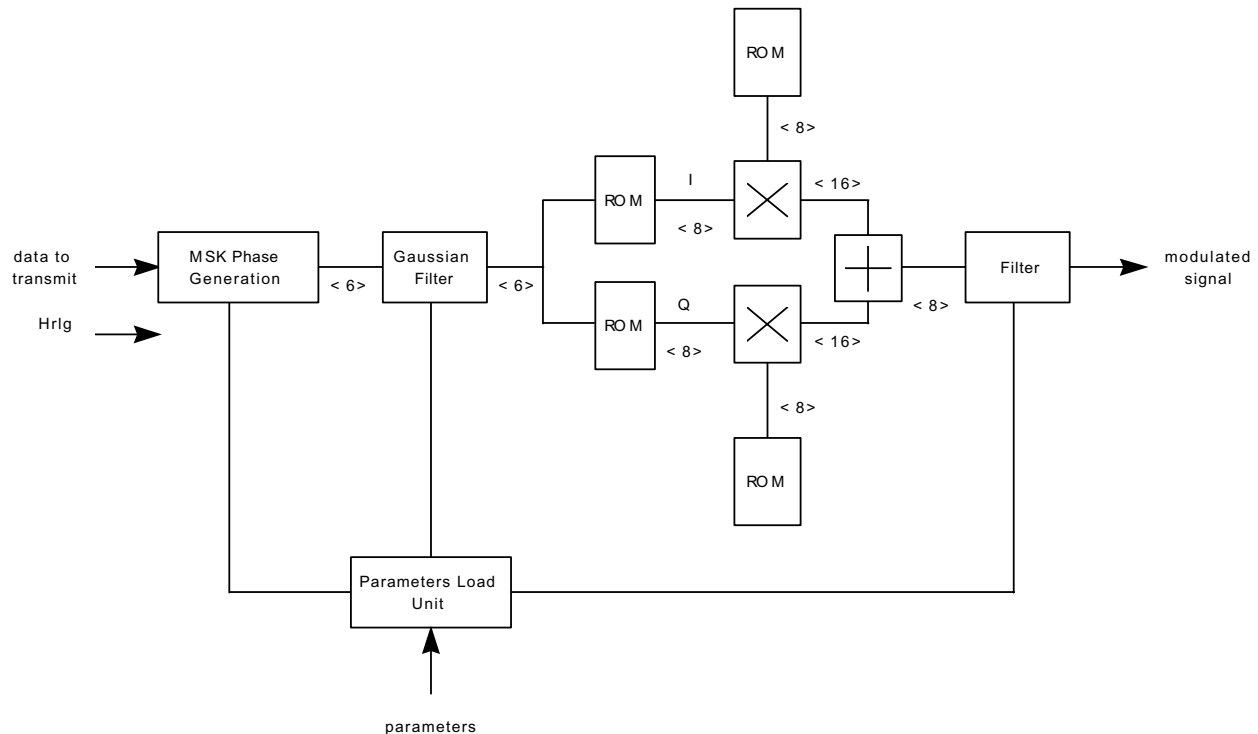 ROM
< 8>
I
< 16>
ROM
< 8>
data to
transmit
MSK Phase
Generation
< 6>
Gaussian
Filter
< 6>
Filter
modulated
signal
Hrlg
ROM
Q
< 8>
< 16>
< 8>
< 8>
ROM
Parameters Load
Unit
parameters